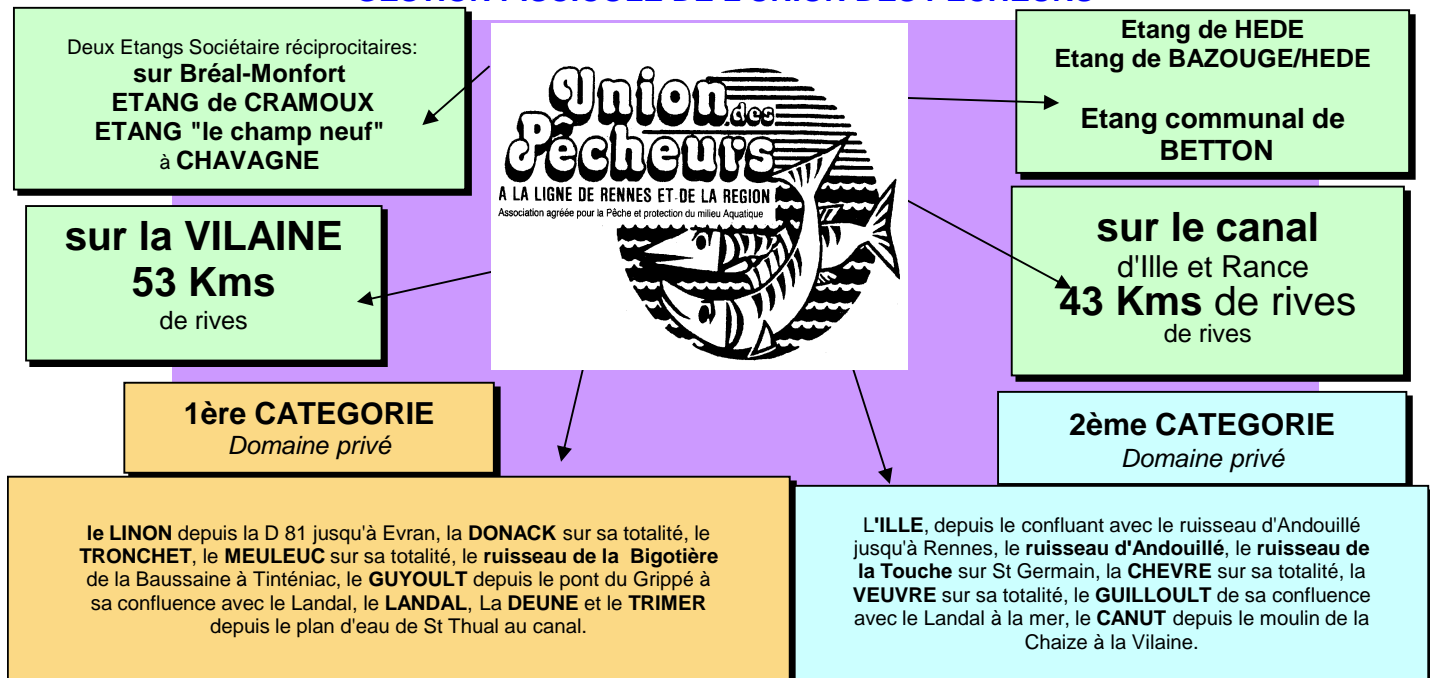 GESTION PISCICOLE DE L'UNION DES PECHEURS
Deux Etangs Sociétaire réciprocitaires:
sur Bréal-Monfort
ETANG de CRAMOUX
ETANG "le champ neuf"
à CHAVAGNE
Union des
Pêcheurs
A LA LIGNE DE RENNES ET DE LA REGION
Association agréée pour la Pêche et protection du milieu Aquatique
Etang de HEDE
Etang de BAZOUGE/HEDE
Etang communal de
BETTON
sur la VILAINE
53 Kms
de rives
sur le canal
d'Ille et Rance
43 Kms de rives
de rives
1ère CATEGORIE
Domaine privé
2ème CATEGORIE
Domaine privé
le LINON depuis la D 81 jusqu'à Evran, la DONACK sur sa totalité, le
TRONCHET, le MEULEUC sur sa totalité, le ruisseau de la Bigotière
de la Baussaine à Tinténiac, le GUYOULT depuis le pont du Grippé à
sa confluence avec le Landal, le LANDAL, La DEUNE et le TRIMER
depuis le plan d'eau de St Thual au canal.
L'ILLE, depuis le confluant avec le ruisseau d'Andouillé
jusqu'à Rennes, le ruisseau d'Andouillé, le ruisseau de
la Touche sur St Germain, la CHEVRE sur sa totalité, la
VEUVRE sur sa totalité, le GUILLOULT de sa confluence
avec le Landal à la mer, le CANUT depuis le moulin de la
Chaize à la Vilaine.